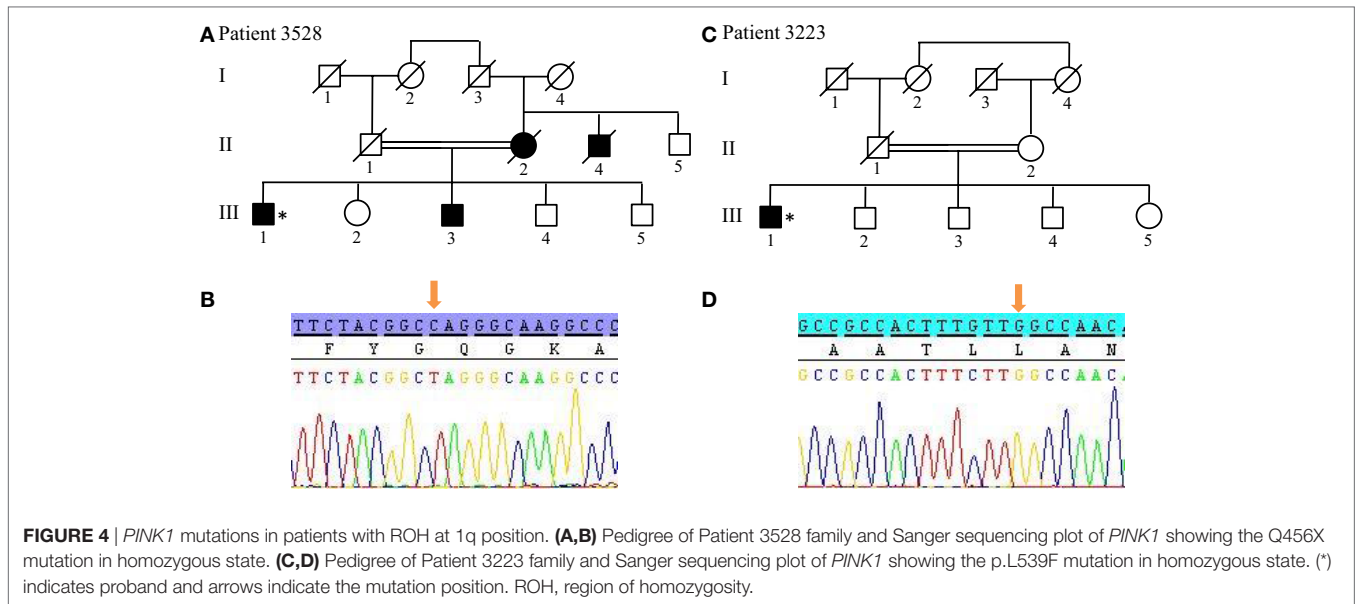 A Patient 3528
I
1 2 3 4
II
1 2 4 5
III
*
1 2 3 4 5
C Patient 3223
I
1 2 3 4
II
1 2
III
*
1 2 3 4 5
B
TTCTACGGCCAGGGCAAGGCCC
F Y G Q G K A
TTCTACGGCTAGGGCAAGGCCC
D
GCCGCCACTTTGTTGGCCAACA
A A T L L A N
GCCGCCACTTTCTTGGCCAACA
FIGURE 4 | PINK1 mutations in patients with ROH at 1q position. (A,B) Pedigree of Patient 3528 family and Sanger sequencing plot of PINK1 showing the Q456X
mutation in homozygous state. (C,D) Pedigree of Patient 3223 family and Sanger sequencing plot of PINK1 showing the p.L539F mutation in homozygous state. (*)
indicates proband and arrows indicate the mutation position. ROH, region of homozygosity.